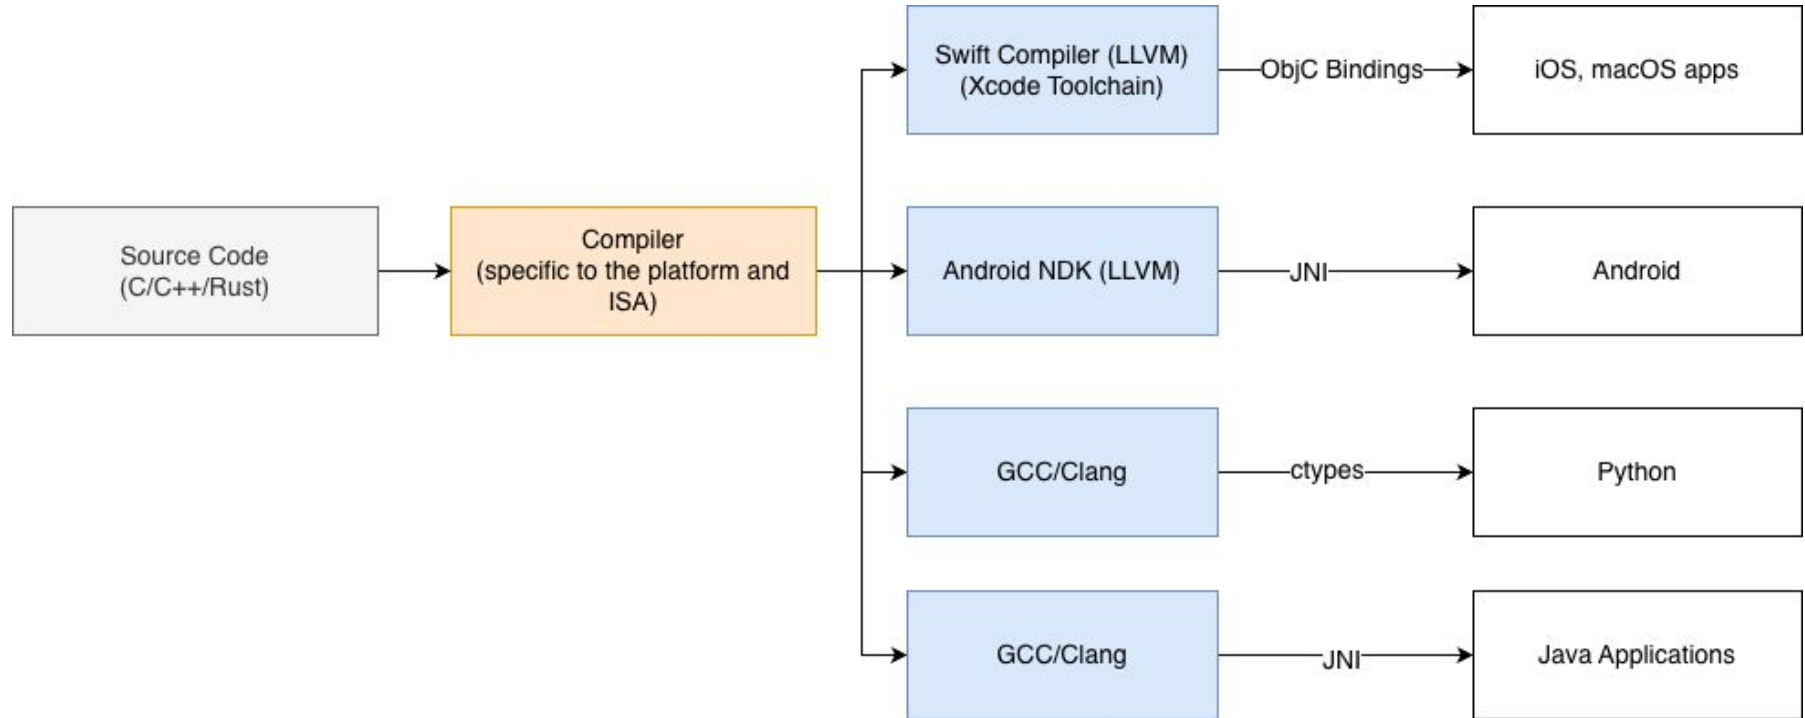 Swift Compiler (LLVM)
(Xcode Toolchain)
ObjC Bindings
iOS, macOS apps
Source Code
(C/C++/Rust)
Compiler
(specific to the platform and
ISA)
Android NDK (LLVM)
JNI
Android
GCC/Clang
ctypes
Python
GCC/Clang
JNI
Java Applications